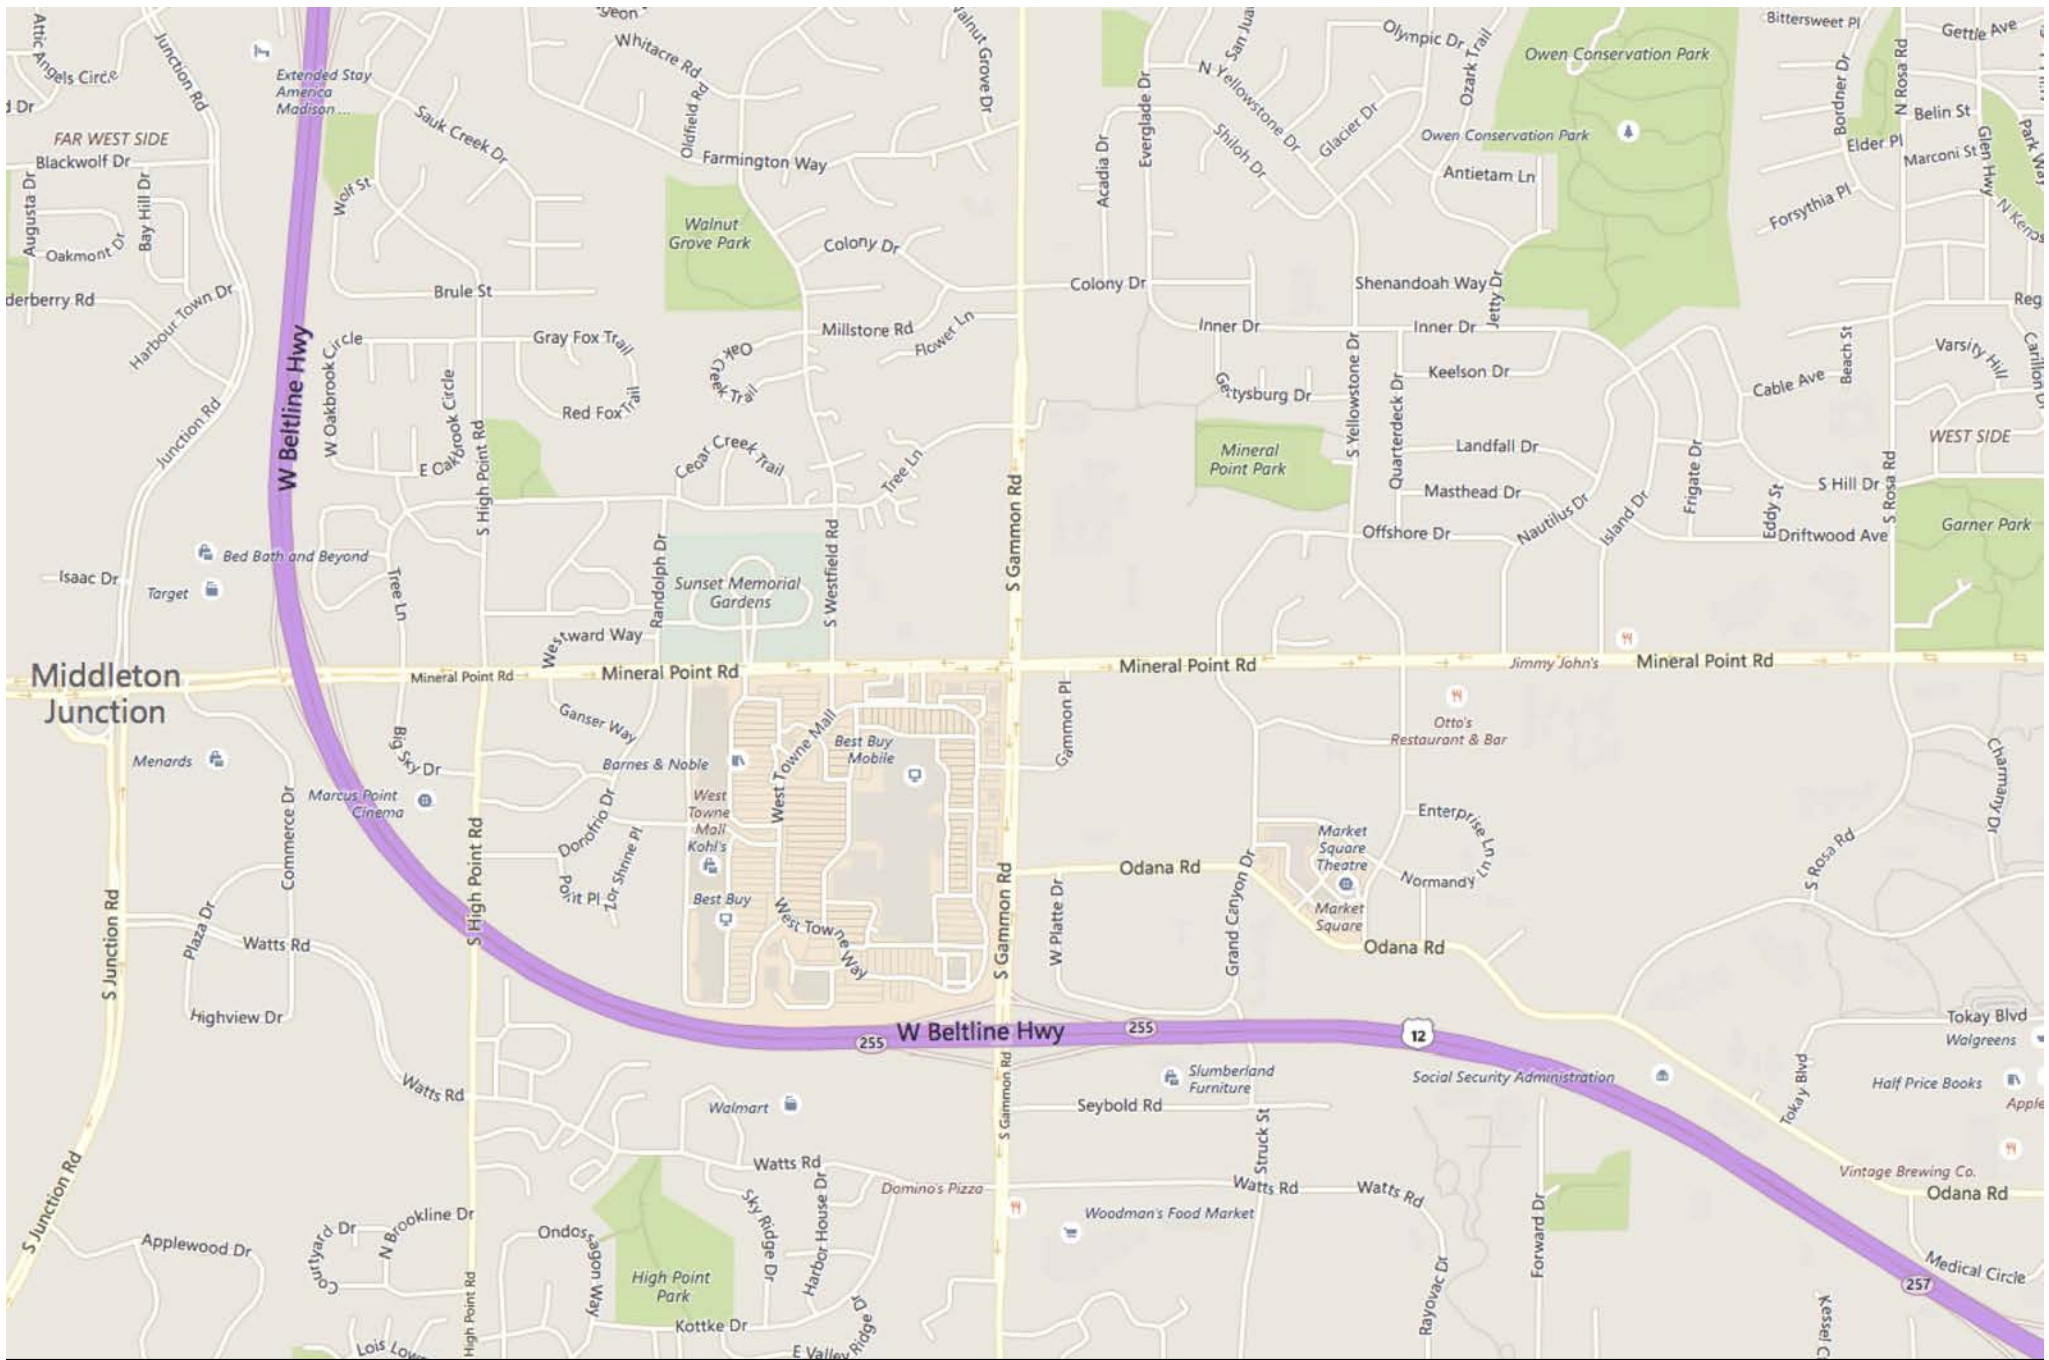 Attic Angels Circle
Junction Rd
Whitacre Rd
Olympic Dr
Ozark Trail
Owen Conservation Park
Bittersweet Pl
Gettle Ave
Extended Stay
America
Madison ...
Sauk Creek Dr
Oldfield Rd
Everglade Dr
N Yellowstone Dr
Glacier Dr
Shiloh Dr
Owen Conservation Park
Bordner Dr
N Rosa Rd
Belin St
FAR WEST SIDE
Blackwolf Dr
Farmington Way
Acadia Dr
Antietam Ln
Elder Pl
Marconi St
Glen Hwy
Augusta Dr
Bay Hill Dr
Wolf St
Forsythia Pl
Oakmont Dr
Walnut
Grove Park
Colony Dr
Colony Dr
Shenandoah Way
Jetty Dr
derberry Rd
Harbour Town Dr
Brule St
Millstone Rd
Flower Ln
Inner Dr
Inner Dr
W Beltline Hwy
W Oakbrook Circle
Gray Fox Trail
Oak Creek Trail
S Yellowstone Dr
Keelson Dr
Beach St
Varsity Hill
Cable Ave
E Oakbrook Circle
Red Fox Trail
Gettysburg Dr
Quarterdeck Dr
Junction Rd
S High Point Rd
Cedar Creek Trail
Tree Ln
Mineral
Point Park
Landfall Dr
Frigate Dr
WEST SIDE
S Gammon Rd
Masthead Dr
Nautilus Dr
Island Dr
Eddy St
S Hill Dr
S Rosa Rd
Offshore Dr
Driftwood Ave
Garner Park
Bed Bath and Beyond
Isaac Dr
Target
Tree Ln
Randolph Dr
Sunset Memorial
Gardens
S Westfield Rd
Westward Way
Middleton
Junction
Mineral Point Rd
Mineral Point Rd
Mineral Point Rd
Jimmy John's
Mineral Point Rd
Ganser Way
Gammon Pl
Otto's
Restaurant & Bar
Menards
Big Sky Dr
Barnes & Noble
West Towne Mall
Best Buy
Mobile
Charmany Dr
Marcus Point
Cinema
Commerce Dr
S High Point Rd
Donofrio Dr
Zor Shrine Pl
West
Towne
Mall
Kohl's
Market
Square
Theatre
Enterprise Ln
S Rosa Rd
Odana Rd
Normandy Ln
Point Pl
Best Buy
West Towne Way
S Gammon Rd
W Platte Dr
Grand Canyon Dr
Market
Square
Odana Rd
S Junction Rd
Plaza Dr
Watts Rd
Highview Dr
W Beltline Hwy
255
255
12
Tokay Blvd
Walgreens
Watts Rd
Walmart
S Gammon Rd
Slumberland
Furniture
Seybold Rd
Social Security Administration
Tokay Blvd
Half Price Books
Apple
S Junction Rd
Watts Rd
Domino's Pizza
S Struck St
Watts Rd
Watts Rd
Vintage Brewing Co.
Odana Rd
Applewood Dr
Courtyard Dr
N Brookline Dr
Ondossagon Way
Sky Ridge Dr
Harbor House Dr
Woodman's Food Market
Rayovac Dr
Forward Dr
Medical Circle
257
High Point
Park
High Point Rd
Kottke Dr
E Valley Ridge Dr